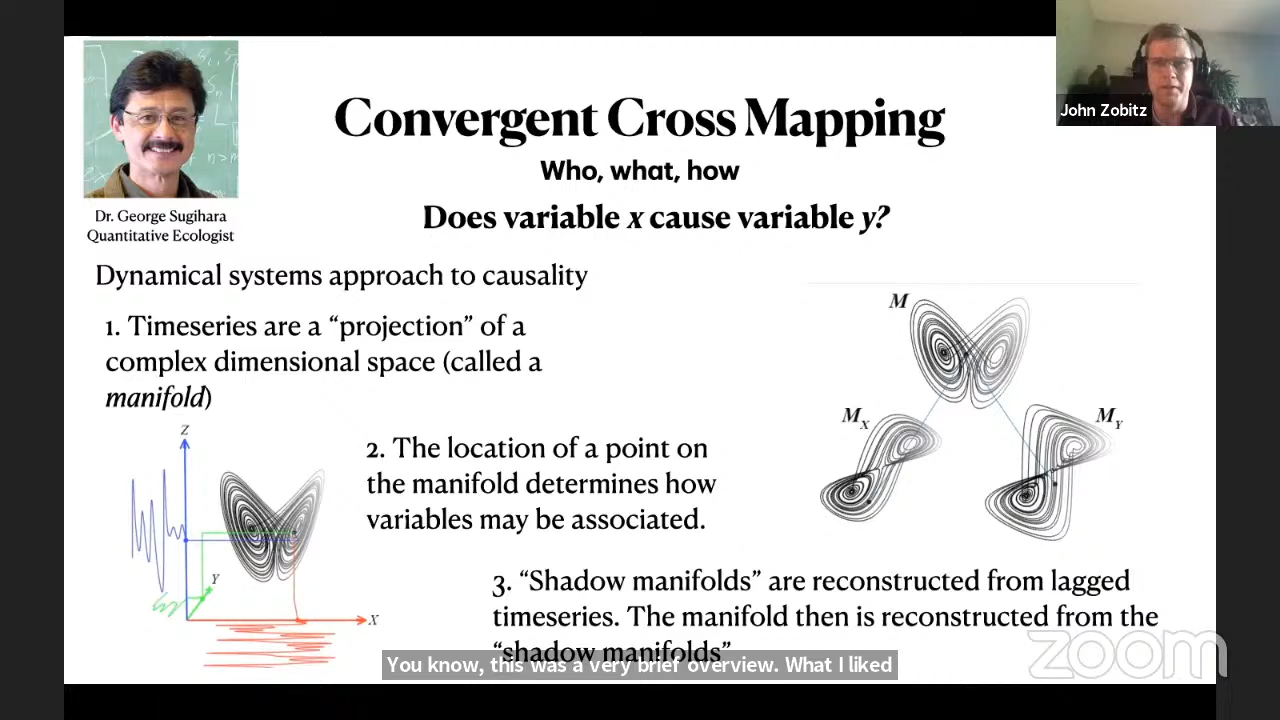 John Zobitz
Convergent Cross Mapping
Who, what, how
Does variable x cause variable y?
Dr. George Sugihara
Quantitative Ecologist
Dynamical systems approach to causality
1. Timeseries are a “projection” of a
complex dimensional space (called a
manifold)
Z
Y
X
2. The location of a point on
the manifold determines how
variables may be associated.
M
MX
MY
3. “Shadow manifolds” are reconstructed from lagged
timeseries. The manifold then is reconstructed from the
“shadow manifolds”
You know, this was a very brief overview. What I liked
zoom